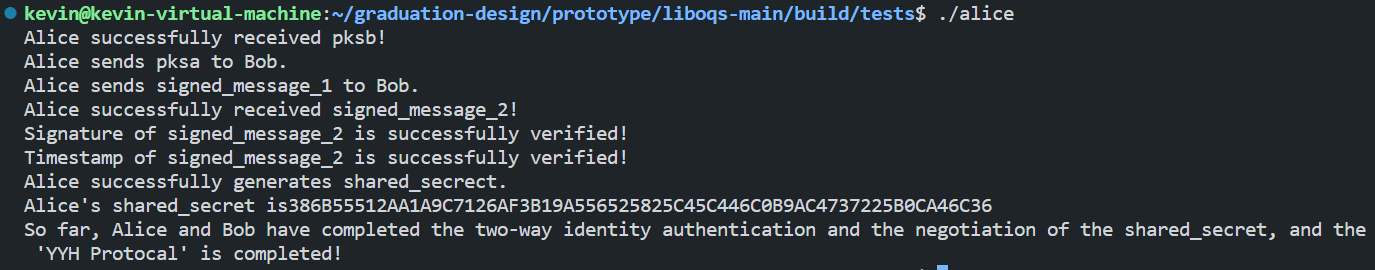 kevin@kevin-virtual-machine:~/graduation-design/prototype/liboqs-main/build/tests$ ./alice
Alice successfully received pksb!
Alice sends pksa to Bob.
Alice sends signed_message_1 to Bob.
Alice successfully received signed_message_2!
Signature of signed_message_2 is successfully verified!
Timestamp of signed_message_2 is successfully verified!
Alice successfully generates shared_secrect.
Alice's shared_secret is386B55512AA1A9C7126AF3B19A556525825C45C446C0B9AC4737225B0CA46C36
So far, Alice and Bob have completed the two-way identity authentication and the negotiation of the shared_secret, and the
'YYH Protocal' is completed!